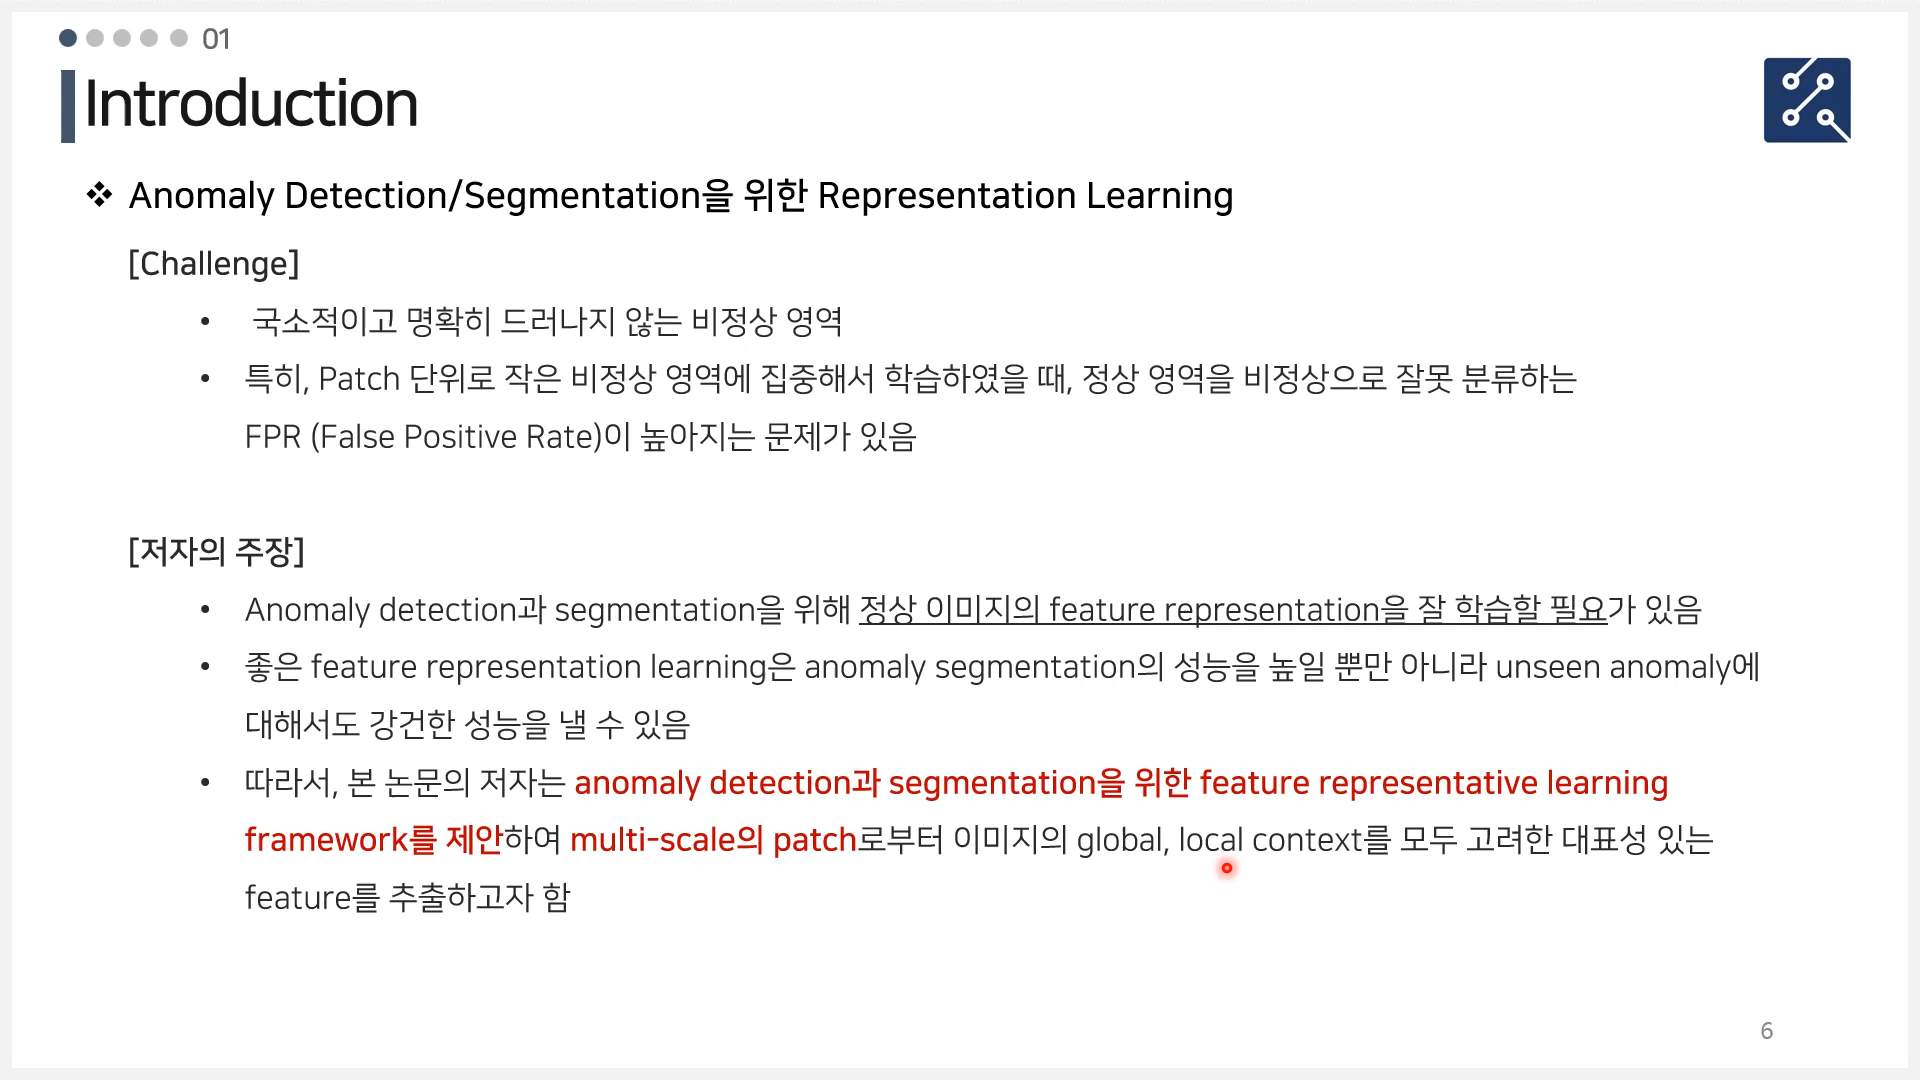 01
Introduction
❖ Anomaly Detection/Segmentation을 위한 Representation Learning
[Challenge]
• 국소적이고 명확히 드러나지 않는 비정상 영역
• 특히, Patch 단위로 작은 비정상 영역에 집중해서 학습하였을 때, 정상 영역을 비정상으로 잘못 분류하는
FPR (False Positive Rate)이 높아지는 문제가 있음
[저자의 주장]
• Anomaly detection과 segmentation을 위해 정상 이미지의 feature representation을 잘 학습할 필요가 있음
• 좋은 feature representation learning은 anomaly segmentation의 성능을 높일 뿐만 아니라 unseen anomaly에
대해서도 강건한 성능을 낼 수 있음
• 따라서, 본 논문의 저자는 anomaly detection과 segmentation을 위한 feature representative learning
framework를 제안하여 multi-scale의 patch로부터 이미지의 global, local context를 모두 고려한 대표성 있는
feature를 추출하고자 함
6